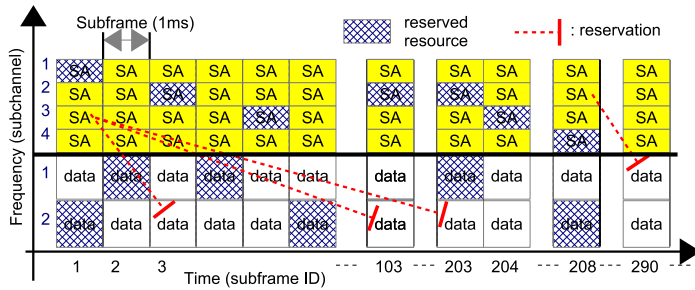 Subframe (1ms)
reserved
resource
: reservation
Frequency (subchannel)
1 SA SA SA SA SA SA SA SA SA SA SA
2 SA SA SA SA SA SA SA SA SA SA SA
3 SA SA SA SA SA SA SA SA SA SA SA
4 SA SA SA SA SA SA SA SA SA SA SA
1 data data data data data data data data data data data
2 data data data data data data data data data data data
1 2 3 103 203 204 208 290
Time (subframe ID)